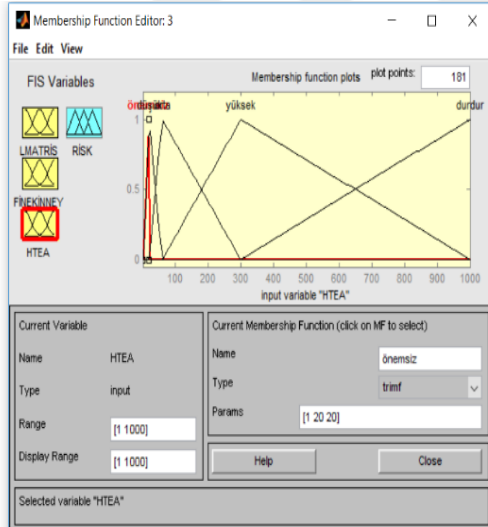 Membership Function Editor: 3
File Edit View
FIS Variables
Membership function plots
plot points:
181
LMATRİS
RİSK
FİNEKİNNEY
HTEA
yüksek
durdur
1
0.5
0
100 200 300 400 500 600 700 800 900 1000
input variable "HTEA"
Current Variable
Name HTEA
Type input
Range [1 1000]
Display Range [1 1000]
Current Membership Function (click on MF to select)
Name önemsiz
Type trimf
Params [1 20 20]
Help Close
Selected variable "HTEA"